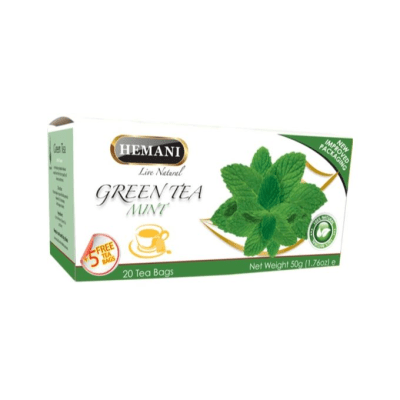 Green Tea
HEMANI
Live Natural
GREEN TEA
MINT
NEW
IMPROVED
PACKAGING
+5 FREE
TEA
BAGS
20 Tea Bags
Net Weight 50g (1.76oz) e